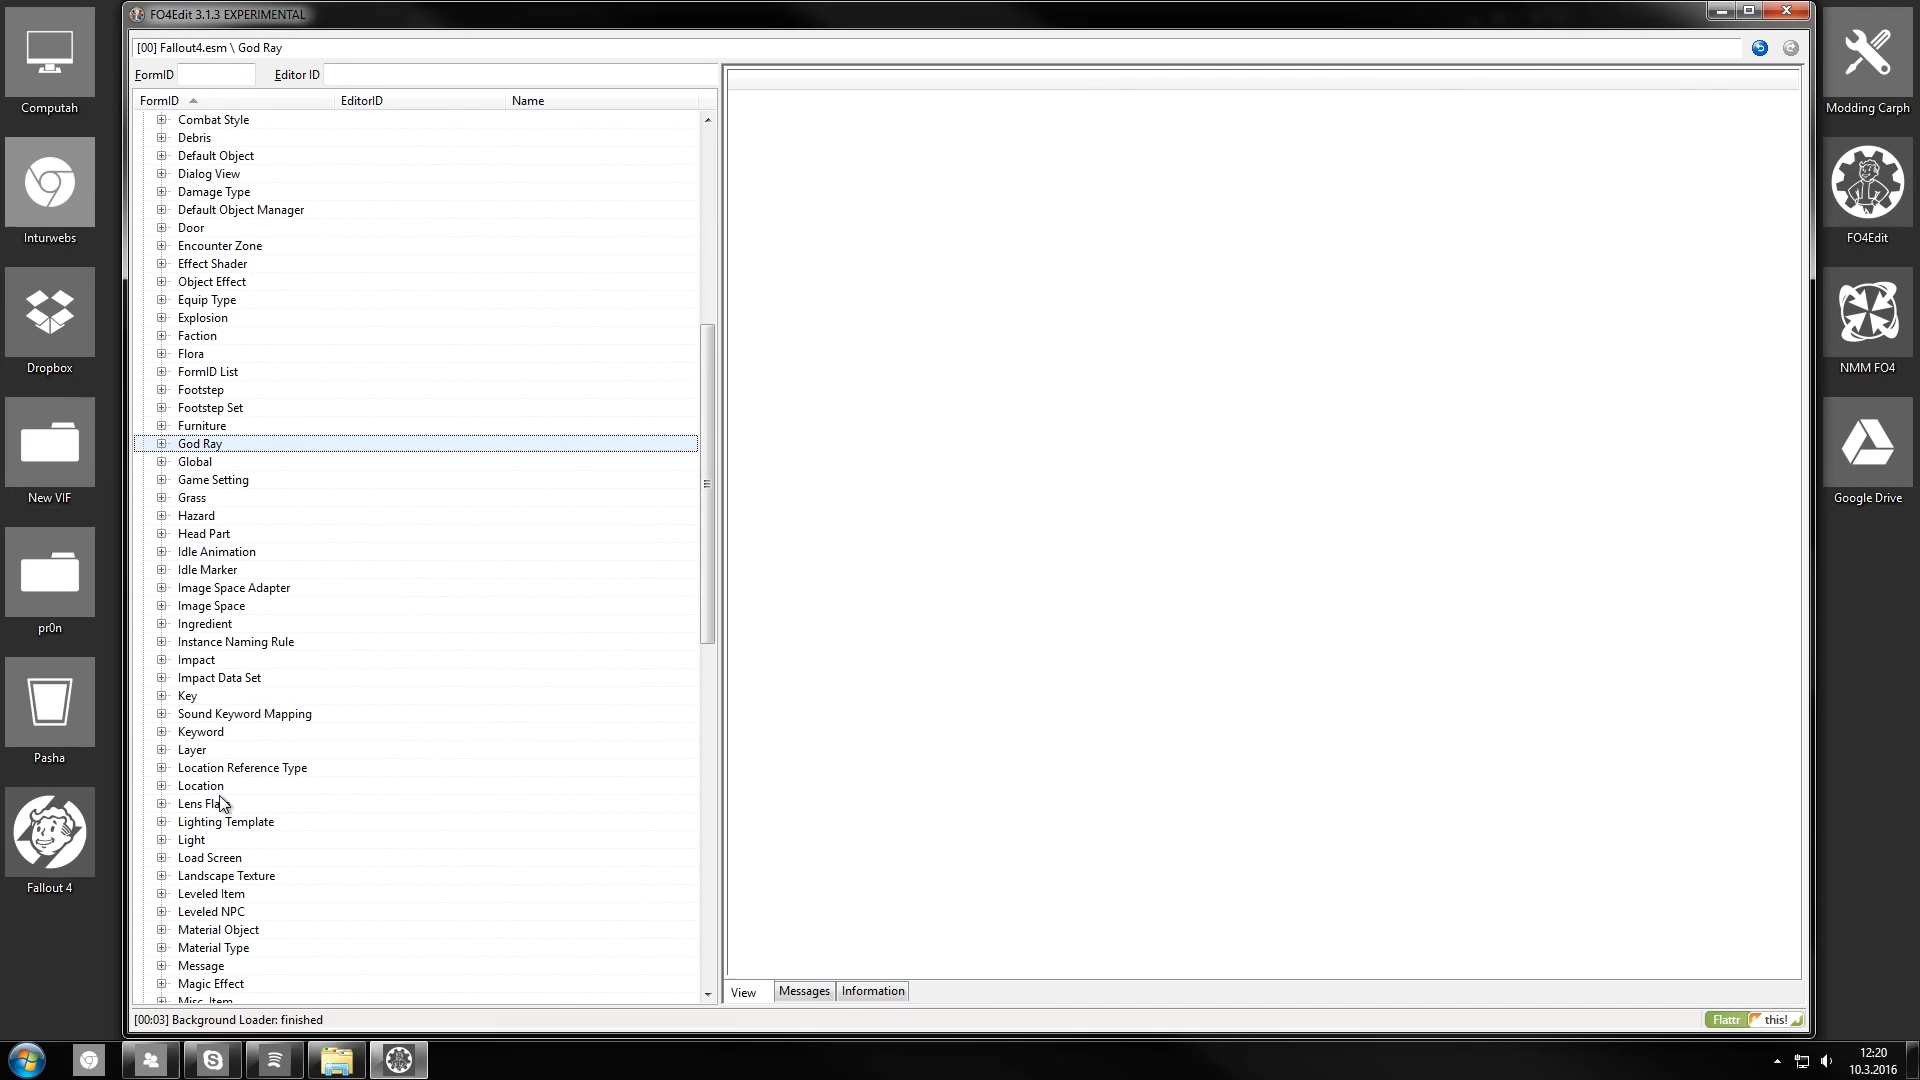 FO4Edit 3.1.3 EXPERIMENTAL
[00] Fallout4.esm \ God Ray
FormID
Editor ID
FormID
EditorID
Name
Combat Style
Debris
Default Object
Dialog View
Damage Type
Default Object Manager
Door
Encounter Zone
Effect Shader
Object Effect
Equip Type
Explosion
Faction
Flora
FormID List
Footstep
Footstep Set
Furniture
God Ray
Global
Game Setting
Grass
Hazard
Head Part
Idle Animation
Idle Marker
Image Space Adapter
Image Space
Ingredient
Instance Naming Rule
Impact
Impact Data Set
Key
Sound Keyword Mapping
Keyword
Layer
Location Reference Type
Location
Lens
Lighting Template
Light
Load Screen
Landscape Texture
Leveled Item
Leveled NPC
Material Object
Material Type
Message
Magic Effect
Misc. Item
View
Messages
Information
[00:03] Background Loader: finished
Flattr this!
Computah
Inturwebs
Dropbox
New VIF
pr0n
Pasha
Fallout 4
Modding Carph
FO4Edit
NMM FO4
Google Drive
12:20
10.3.2016